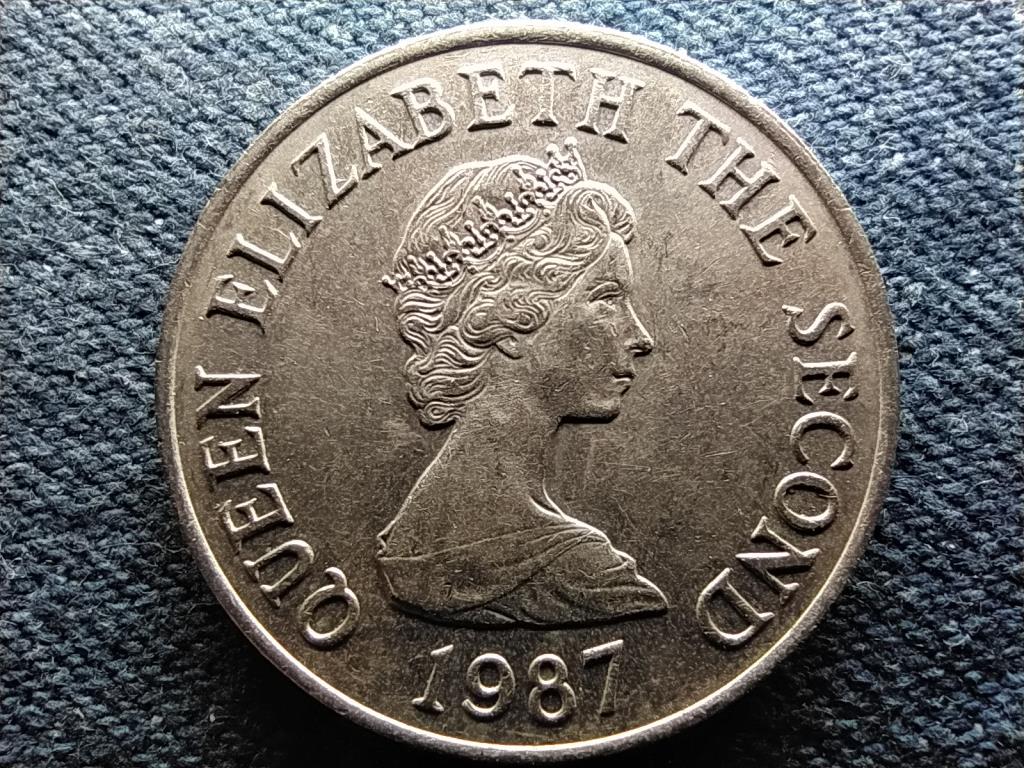 QUEEN ELIZABETH THE SECOND
1987